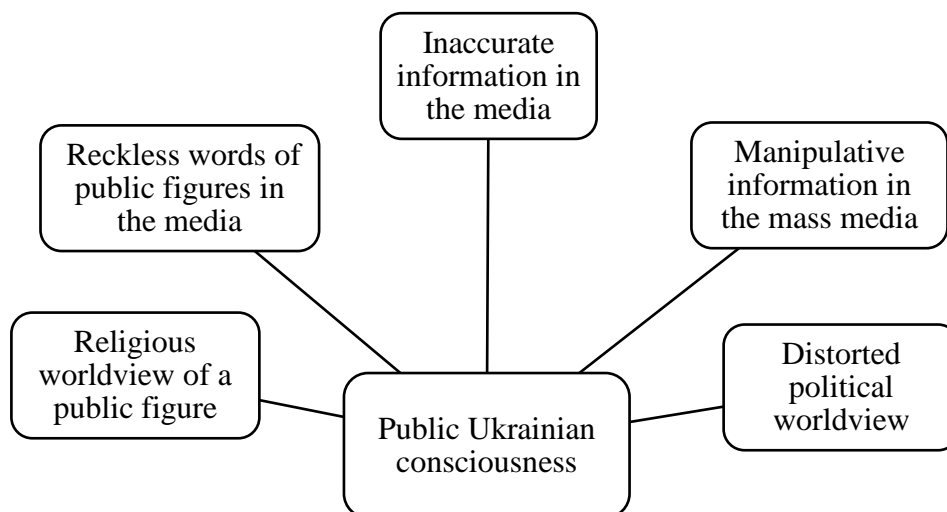 Inaccurate
information in
the media
Reckless words of
public figures in
the media
Manipulative
information in
the mass media
Religious
worldview of a
public figure
Distorted
political
worldview
Public Ukrainian
consciousness